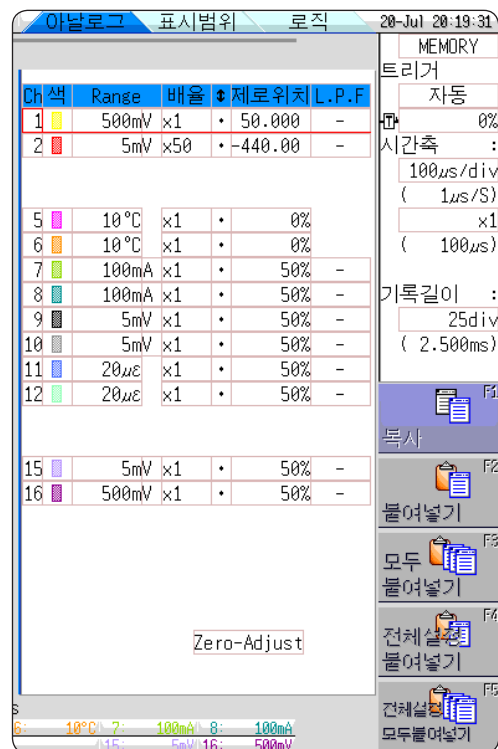 아날로그 표시범위 로직 20-Jul 20:19:31
MEMORY
트리거
자동
T 0%
시간축 :
100µs/div
( 1µs/S)
x1
( 100µs)
기록길이 :
25div
( 2.500ms)
Ch 색 Range 배율 ↕ 제로위치 L.P.F
1 500mV x1 · 50.000
2 5mV x50 · -440.00
5 10°C x1 · 0%
6 10°C x1 · 0%
7 100mA x1 · 50% -
8 100mA x1 · 50% -
9 5mV x1 · 50% -
10 5mV x1 · 50% -
11 20µε x1 · 50%
12 20µε x1 · 50%
15 5mV x1 · 50% -
16 500mV x1 · 50% -
Zero-Adjust
F1
복사
F2
붙여넣기
F3
모두
붙여넣기
F4
전체설정
붙여넣기
F5
전체설정
모두붙여넣기
s
6: 10°C 7: 100mA 8: 100mA
15: 5mV 16: 500mV